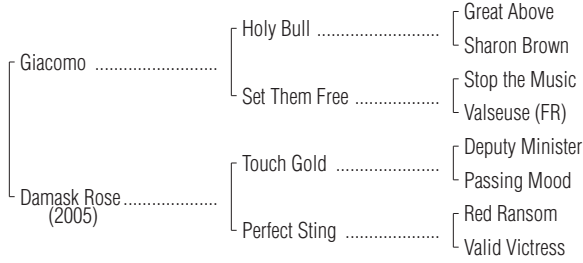 Great Above
Holy Bull ........................
Sharon Brown
Giacomo ........................
Stop the Music
Set Them Free ................
Valseuse (FR)
Deputy Minister
Touch Gold ....................
Passing Mood
Damask Rose ..................
(2005)
Red Ransom
Perfect Sting ..................
Valid Victress